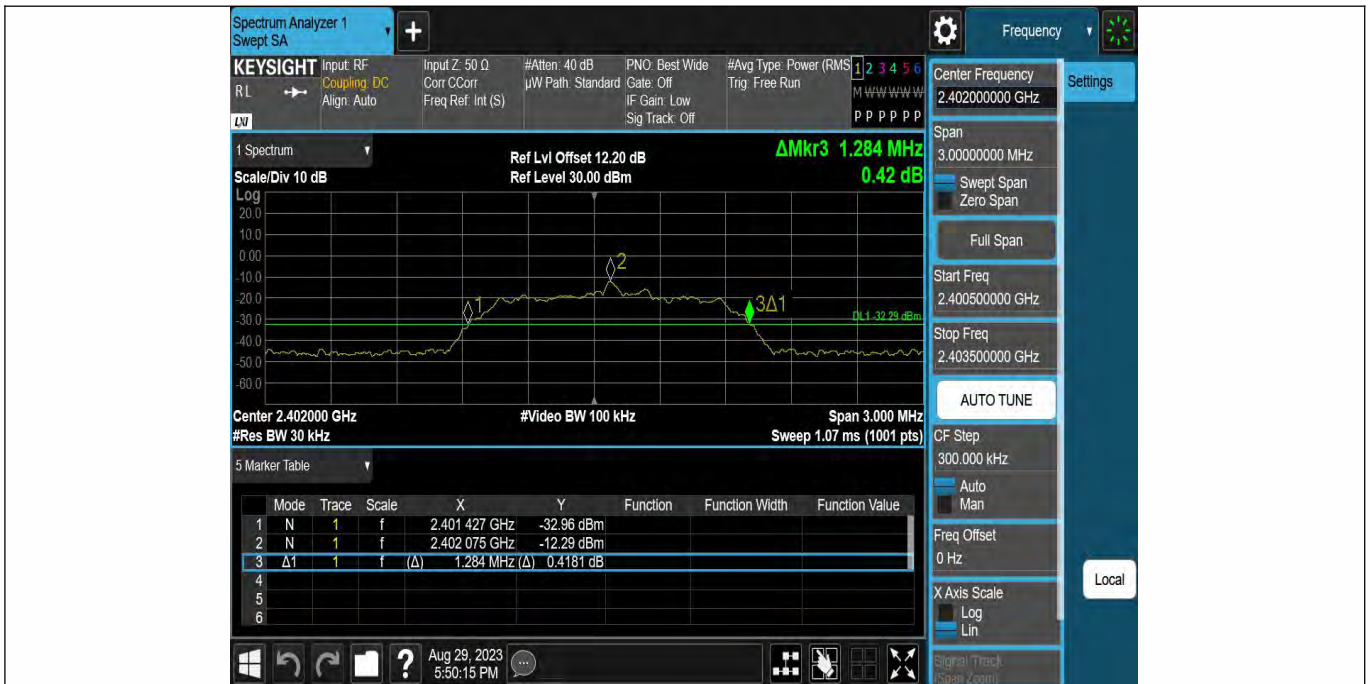 Spectrum Analyzer 1
Swept SA
+
Frequency
KEYSIGHT
RL
LXI
Input: RF
Coupling: DC
Align: Auto
Input Z: 50 Ω
Corr CCorr
Freq Ref: Int (S)
#Atten: 40 dB
µW Path: Standard
PNO: Best Wide
Gate: Off
IF Gain: Low
Sig Track: Off
#Avg Type: Power (RMS
Trig: Free Run
1 2 3 4 5 6
M W W W W W
P P P P P P
1 Spectrum
Scale/Div 10 dB
Ref Lvl Offset 12.20 dB
Ref Level 30.00 dBm
ΔMkr3 1.284 MHz
0.42 dB
Log
20.0
10.0
0.00
-10.0
-20.0
-30.0
-40.0
-50.0
-60.0
1
2
3Δ1
DL1 -32.29 dBm
Center 2.402000 GHz
#Video BW 100 kHz
Span 3.000 MHz
#Res BW 30 kHz
Sweep 1.07 ms (1001 pts)
5 Marker Table
Mode Trace Scale X Y Function Function Width Function Value
1 N 1 f 2.401 427 GHz -32.96 dBm
2 N 1 f 2.402 075 GHz -12.29 dBm
3 Δ1 1 f (Δ) 1.284 MHz (Δ) 0.4181 dB
4
5
6
Aug 29, 2023
5:50:15 PM
Center Frequency
2.402000000 GHz
Settings
Span
3.00000000 MHz
Swept Span
Zero Span
Full Span
Start Freq
2.400500000 GHz
Stop Freq
2.403500000 GHz
AUTO TUNE
CF Step
300.000 kHz
Auto
Man
Freq Offset
0 Hz
Local
X Axis Scale
Log
Lin
Signal Track
(Span Zoom)